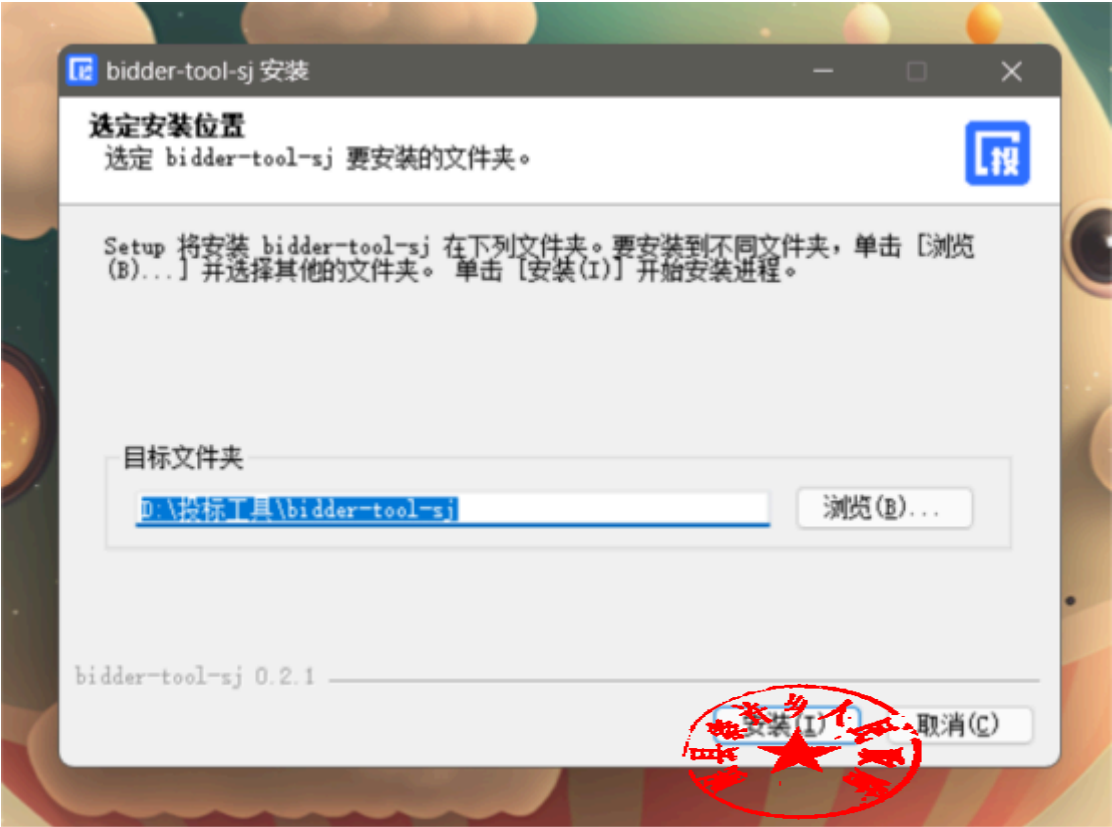 bidder-tool-sj 安装
选定安装位置
选定 bidder-tool-sj 要安装的文件夹。
投
Setup 将安装 bidder-tool-sj 在下列文件夹。要安装到不同文件夹，单击 [浏览
(B)...] 并选择其他的文件夹。 单击 [安装(I)] 开始安装进程。
目标文件夹
D:\投标工具\bidder-tool-sj
浏览(B)...
bidder-tool-sj 0.2.1
安装(I)
取消(C)
乡人